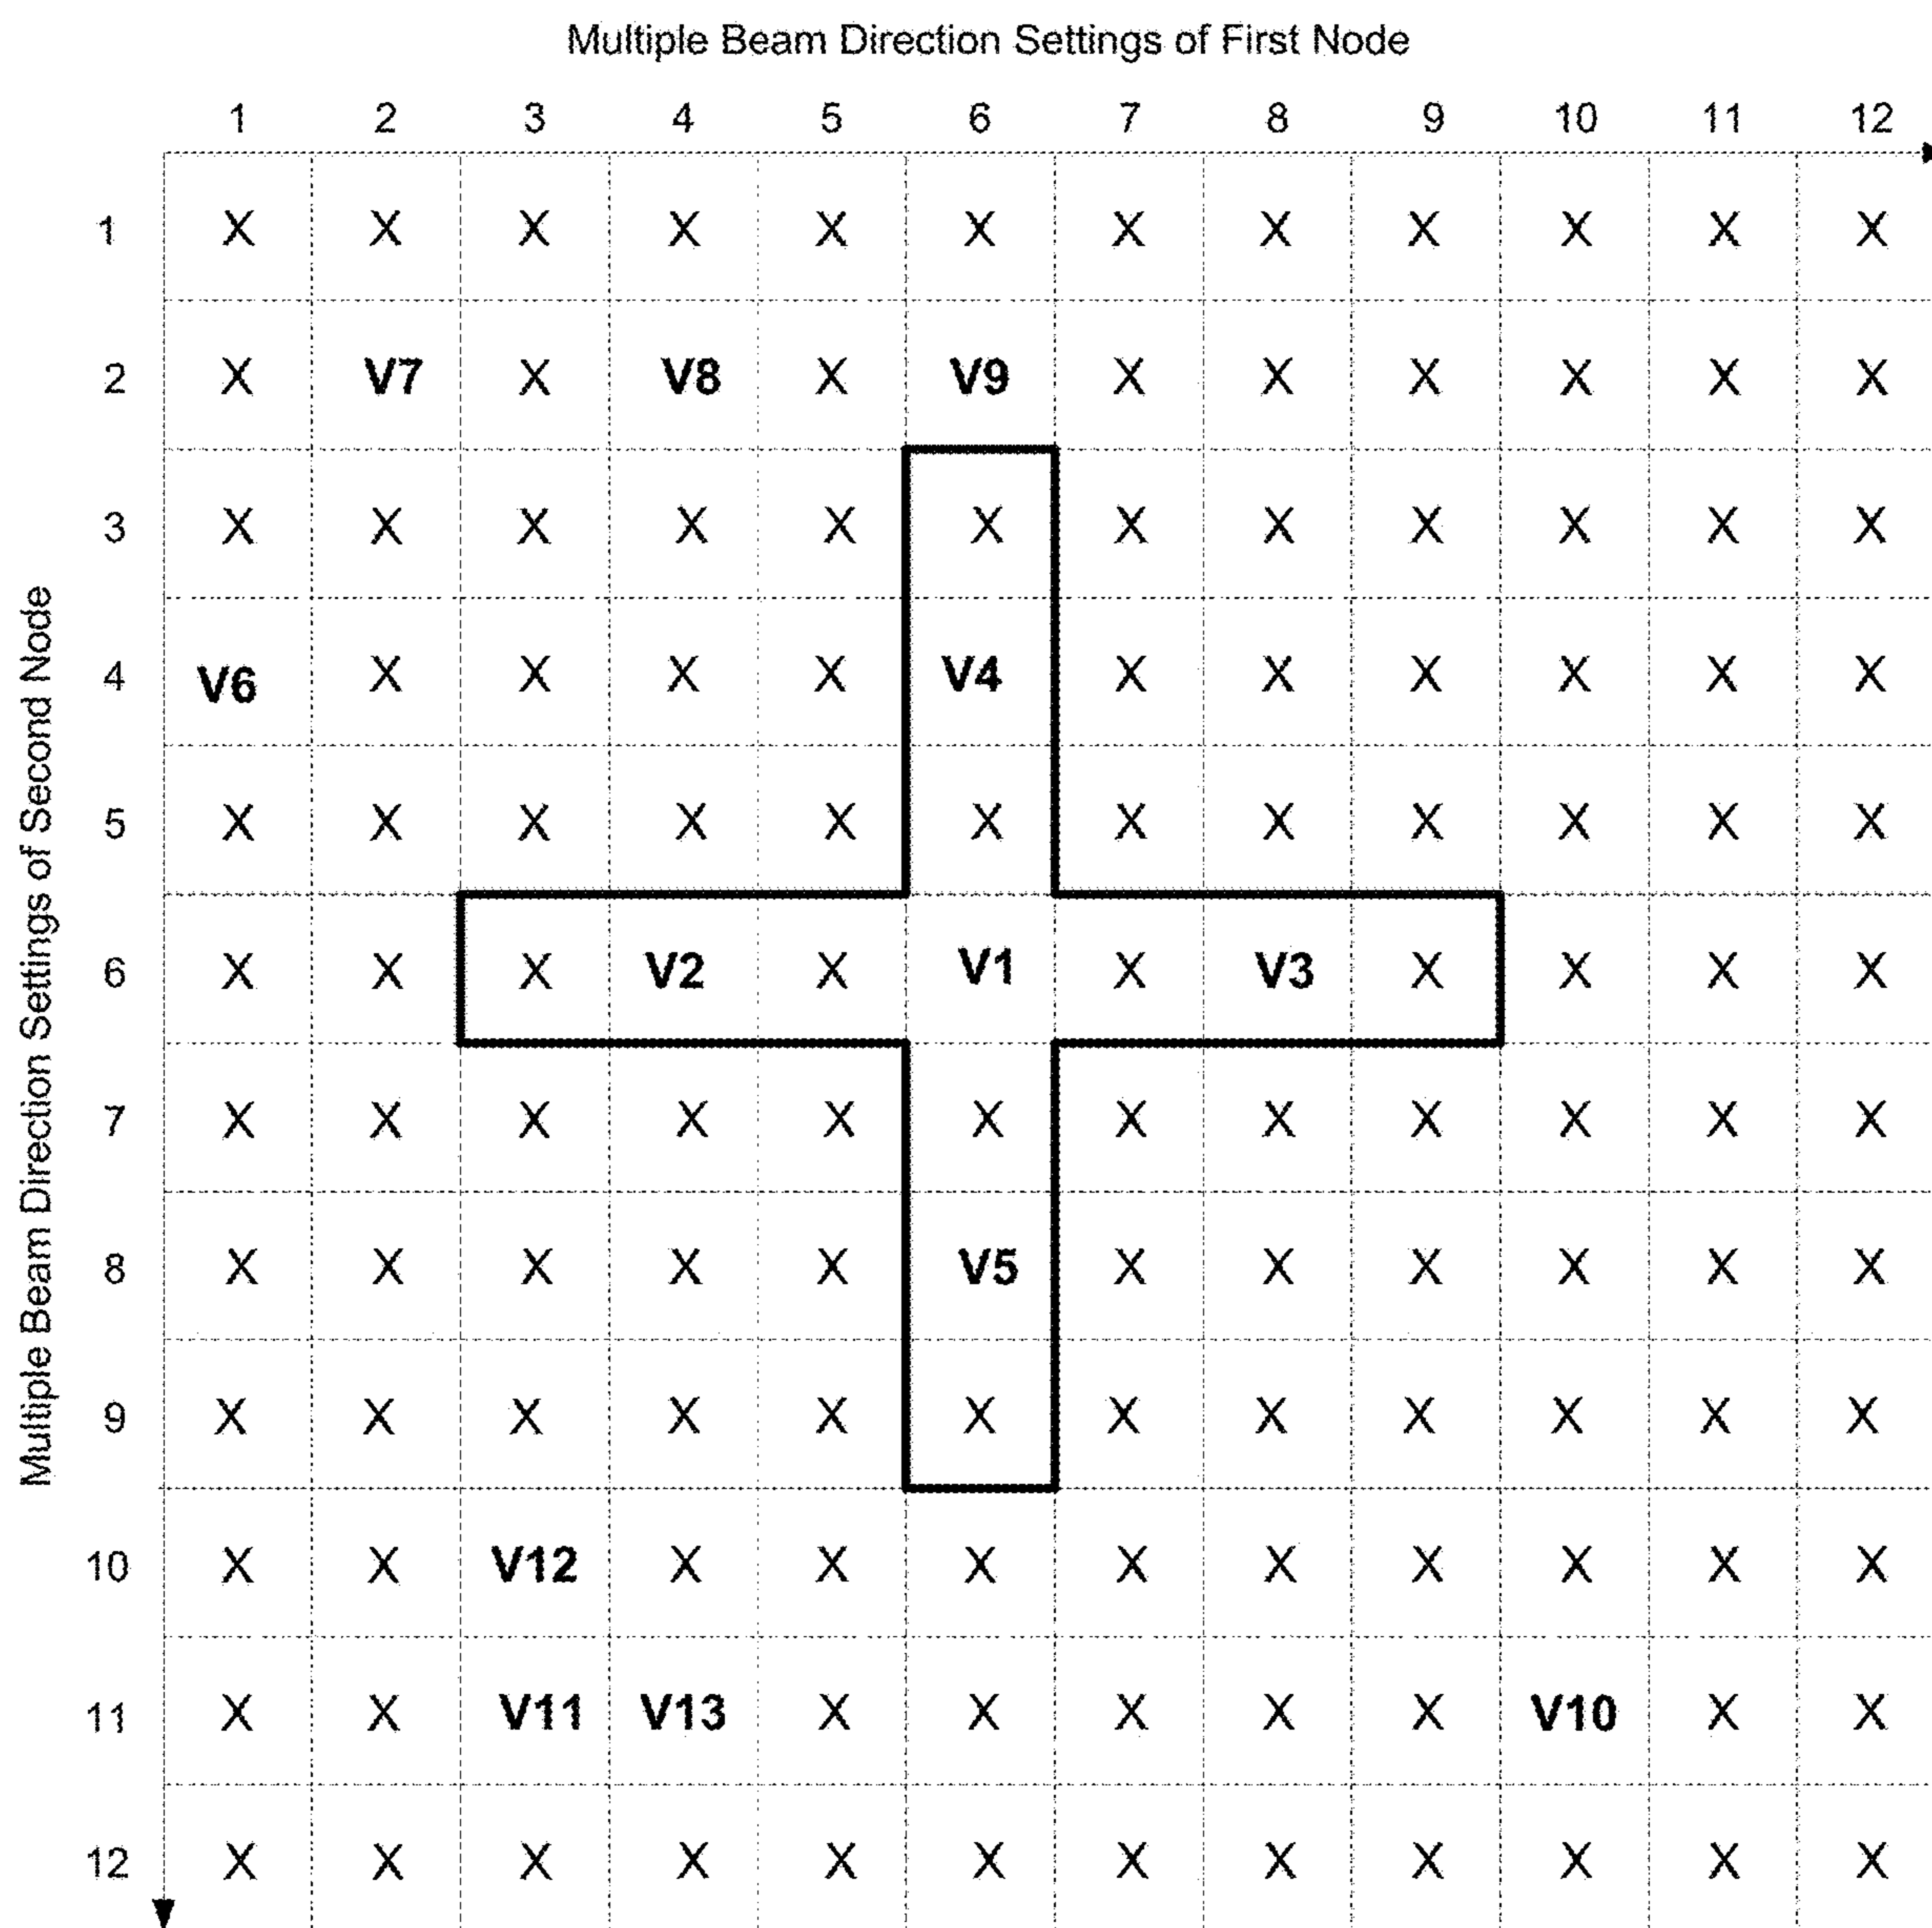 Multiple Beam Direction Settings of First Node
1 2 3 4 5 6 7 8 9 10 11 12
1 X X X X X X X X X X X X
2 X V7 X V8 X V9 X X X X X X
3 X X X X X X X X X X X X
4 V6 X X X X V4 X X X X X X
5 X X X X X X X X X X X X
6 X X X V2 X V1 X V3 X X X X
7 X X X X X X X X X X X X
8 X X X X X V5 X X X X X X
9 X X X X X X X X X X X X
10 X X V12 X X X X X X X X X
11 X X V11 V13 X X X X X V10 X X
12 X X X X X X X X X X X X
Multiple Beam Direction Settings of Second Node